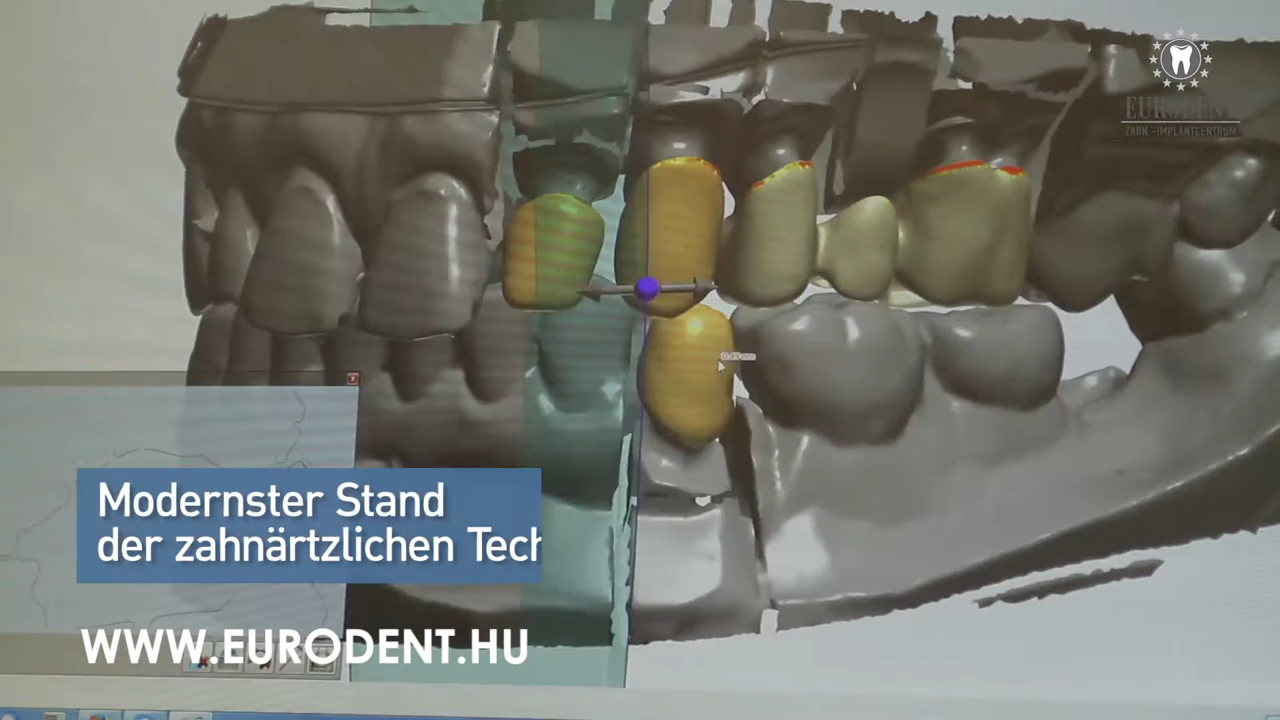 EURODENT
ZAHN-IMPLANTCENTRUM
Modernster Stand
der zahnärtzlichen Tech
WWW.EURODENT.HU